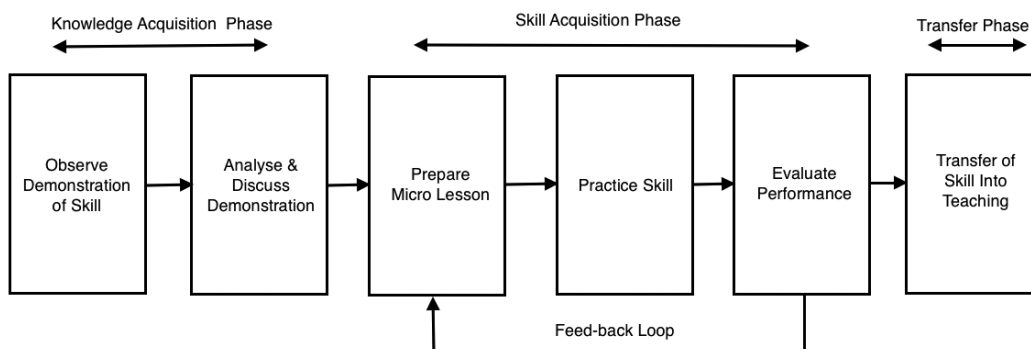 Knowledge Acquisition Phase
Skill Acquisition Phase
Transfer Phase
Observe
Demonstration
of Skill
Analyse &
Discuss
Demonstration
Prepare
Micro Lesson
Practice Skill
Evaluate
Performance
Transfer of
Skill Into
Teaching
Feed-back Loop